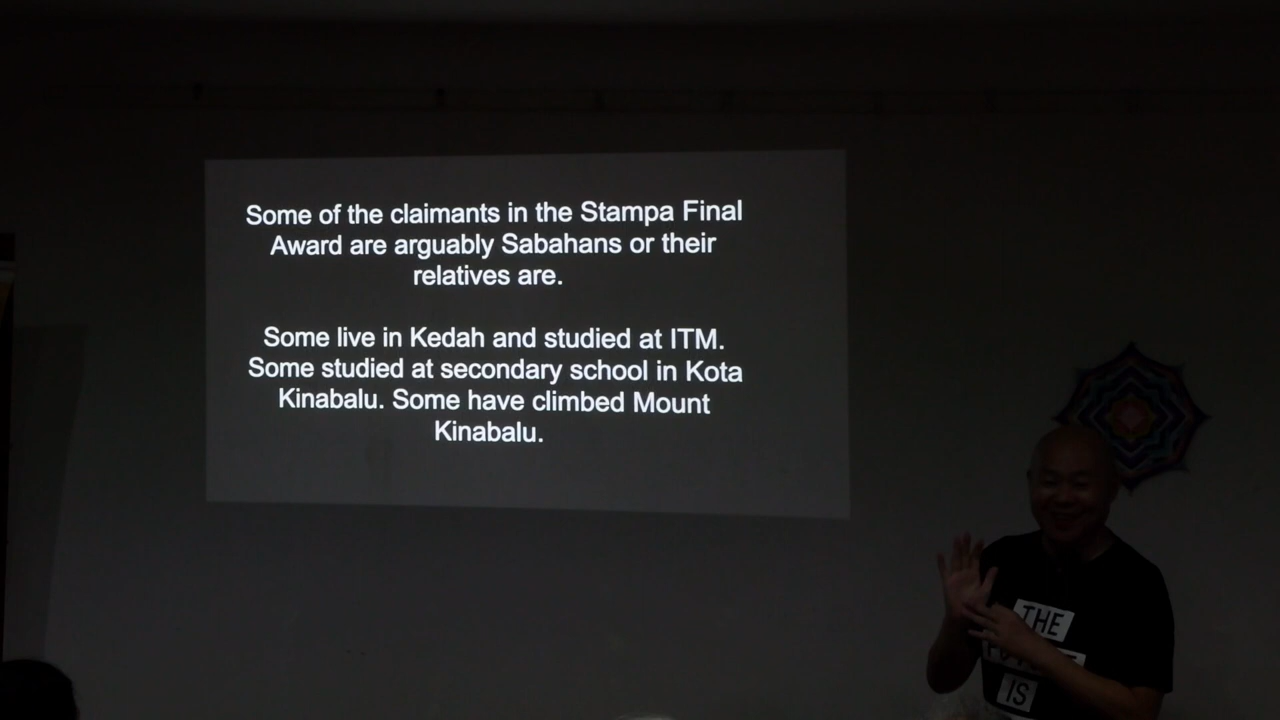 Some of the claimants in the Stampa Final
Award are arguably Sabahans or their
relatives are.
Some live in Kedah and studied at ITM.
Some studied at secondary school in Kota
Kinabalu. Some have climbed Mount
Kinabalu.
THE
IS